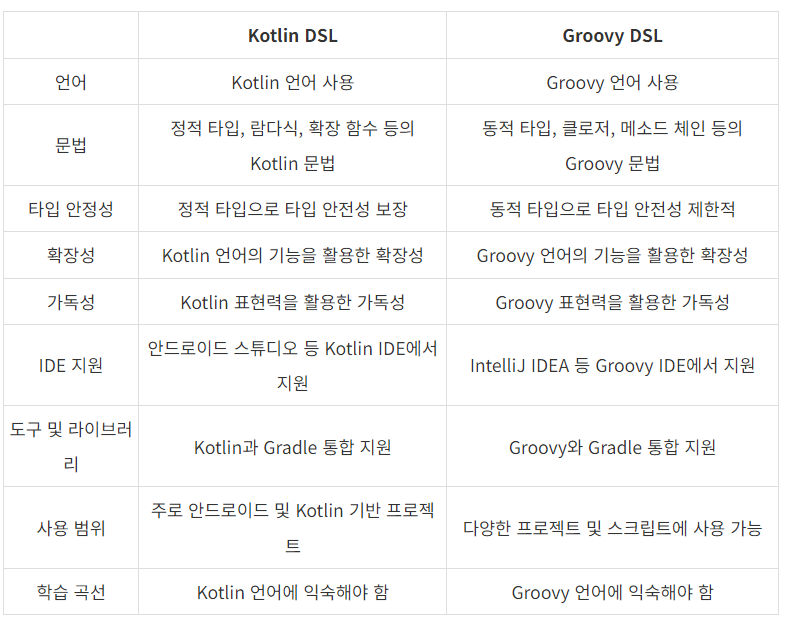 Kotlin DSL Groovy DSL
언어 Kotlin 언어 사용 Groovy 언어 사용
문법 정적 타입, 람다식, 확장 함수 등의 동적 타입, 클로저, 메소드 체인 등의
Kotlin 문법 Groovy 문법
타입 안정성 정적 타입으로 타입 안전성 보장 동적 타입으로 타입 안전성 제한적
확장성 Kotlin 언어의 기능을 활용한 확장성 Groovy 언어의 기능을 활용한 확장성
가독성 Kotlin 표현력을 활용한 가독성 Groovy 표현력을 활용한 가독성
IDE 지원 안드로이드 스튜디오 등 Kotlin IDE에서 IntelliJ IDEA 등 Groovy IDE에서 지원
지원
도구 및 라이브러 Kotlin과 Gradle 통합 지원 Groovy와 Gradle 통합 지원
리
사용 범위 주로 안드로이드 및 Kotlin 기반 프로젝 다양한 프로젝트 및 스크립트에 사용 가능
트
학습 곡선 Kotlin 언어에 익숙해야 함 Groovy 언어에 익숙해야 함